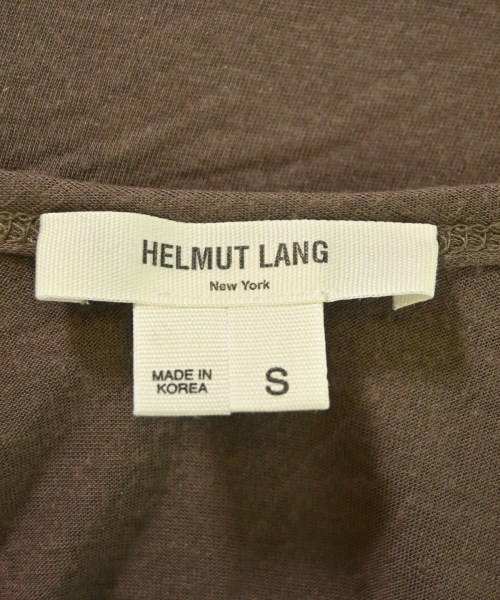 HELMUT LANG
New York
MADE IN
KOREA
S